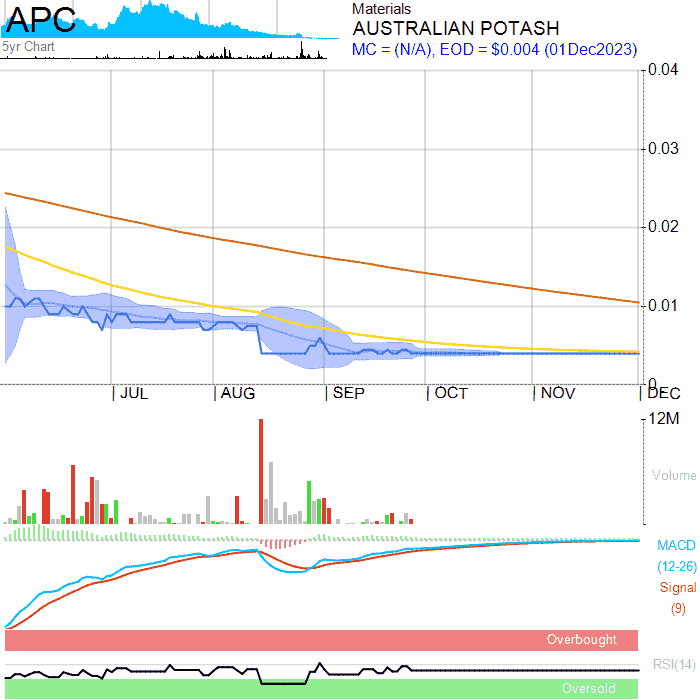 APC
5yr Chart
Materials
AUSTRALIAN POTASH
MC = (N/A), EOD = $0.004 (01Dec2023)
0.04
0.03
0.02
0.01
0
JUL
AUG
SEP
OCT
NOV
DEC
12M
Volume
MACD
(12-26)
Signal
(9)
Overbought
RSI(14)
Oversold